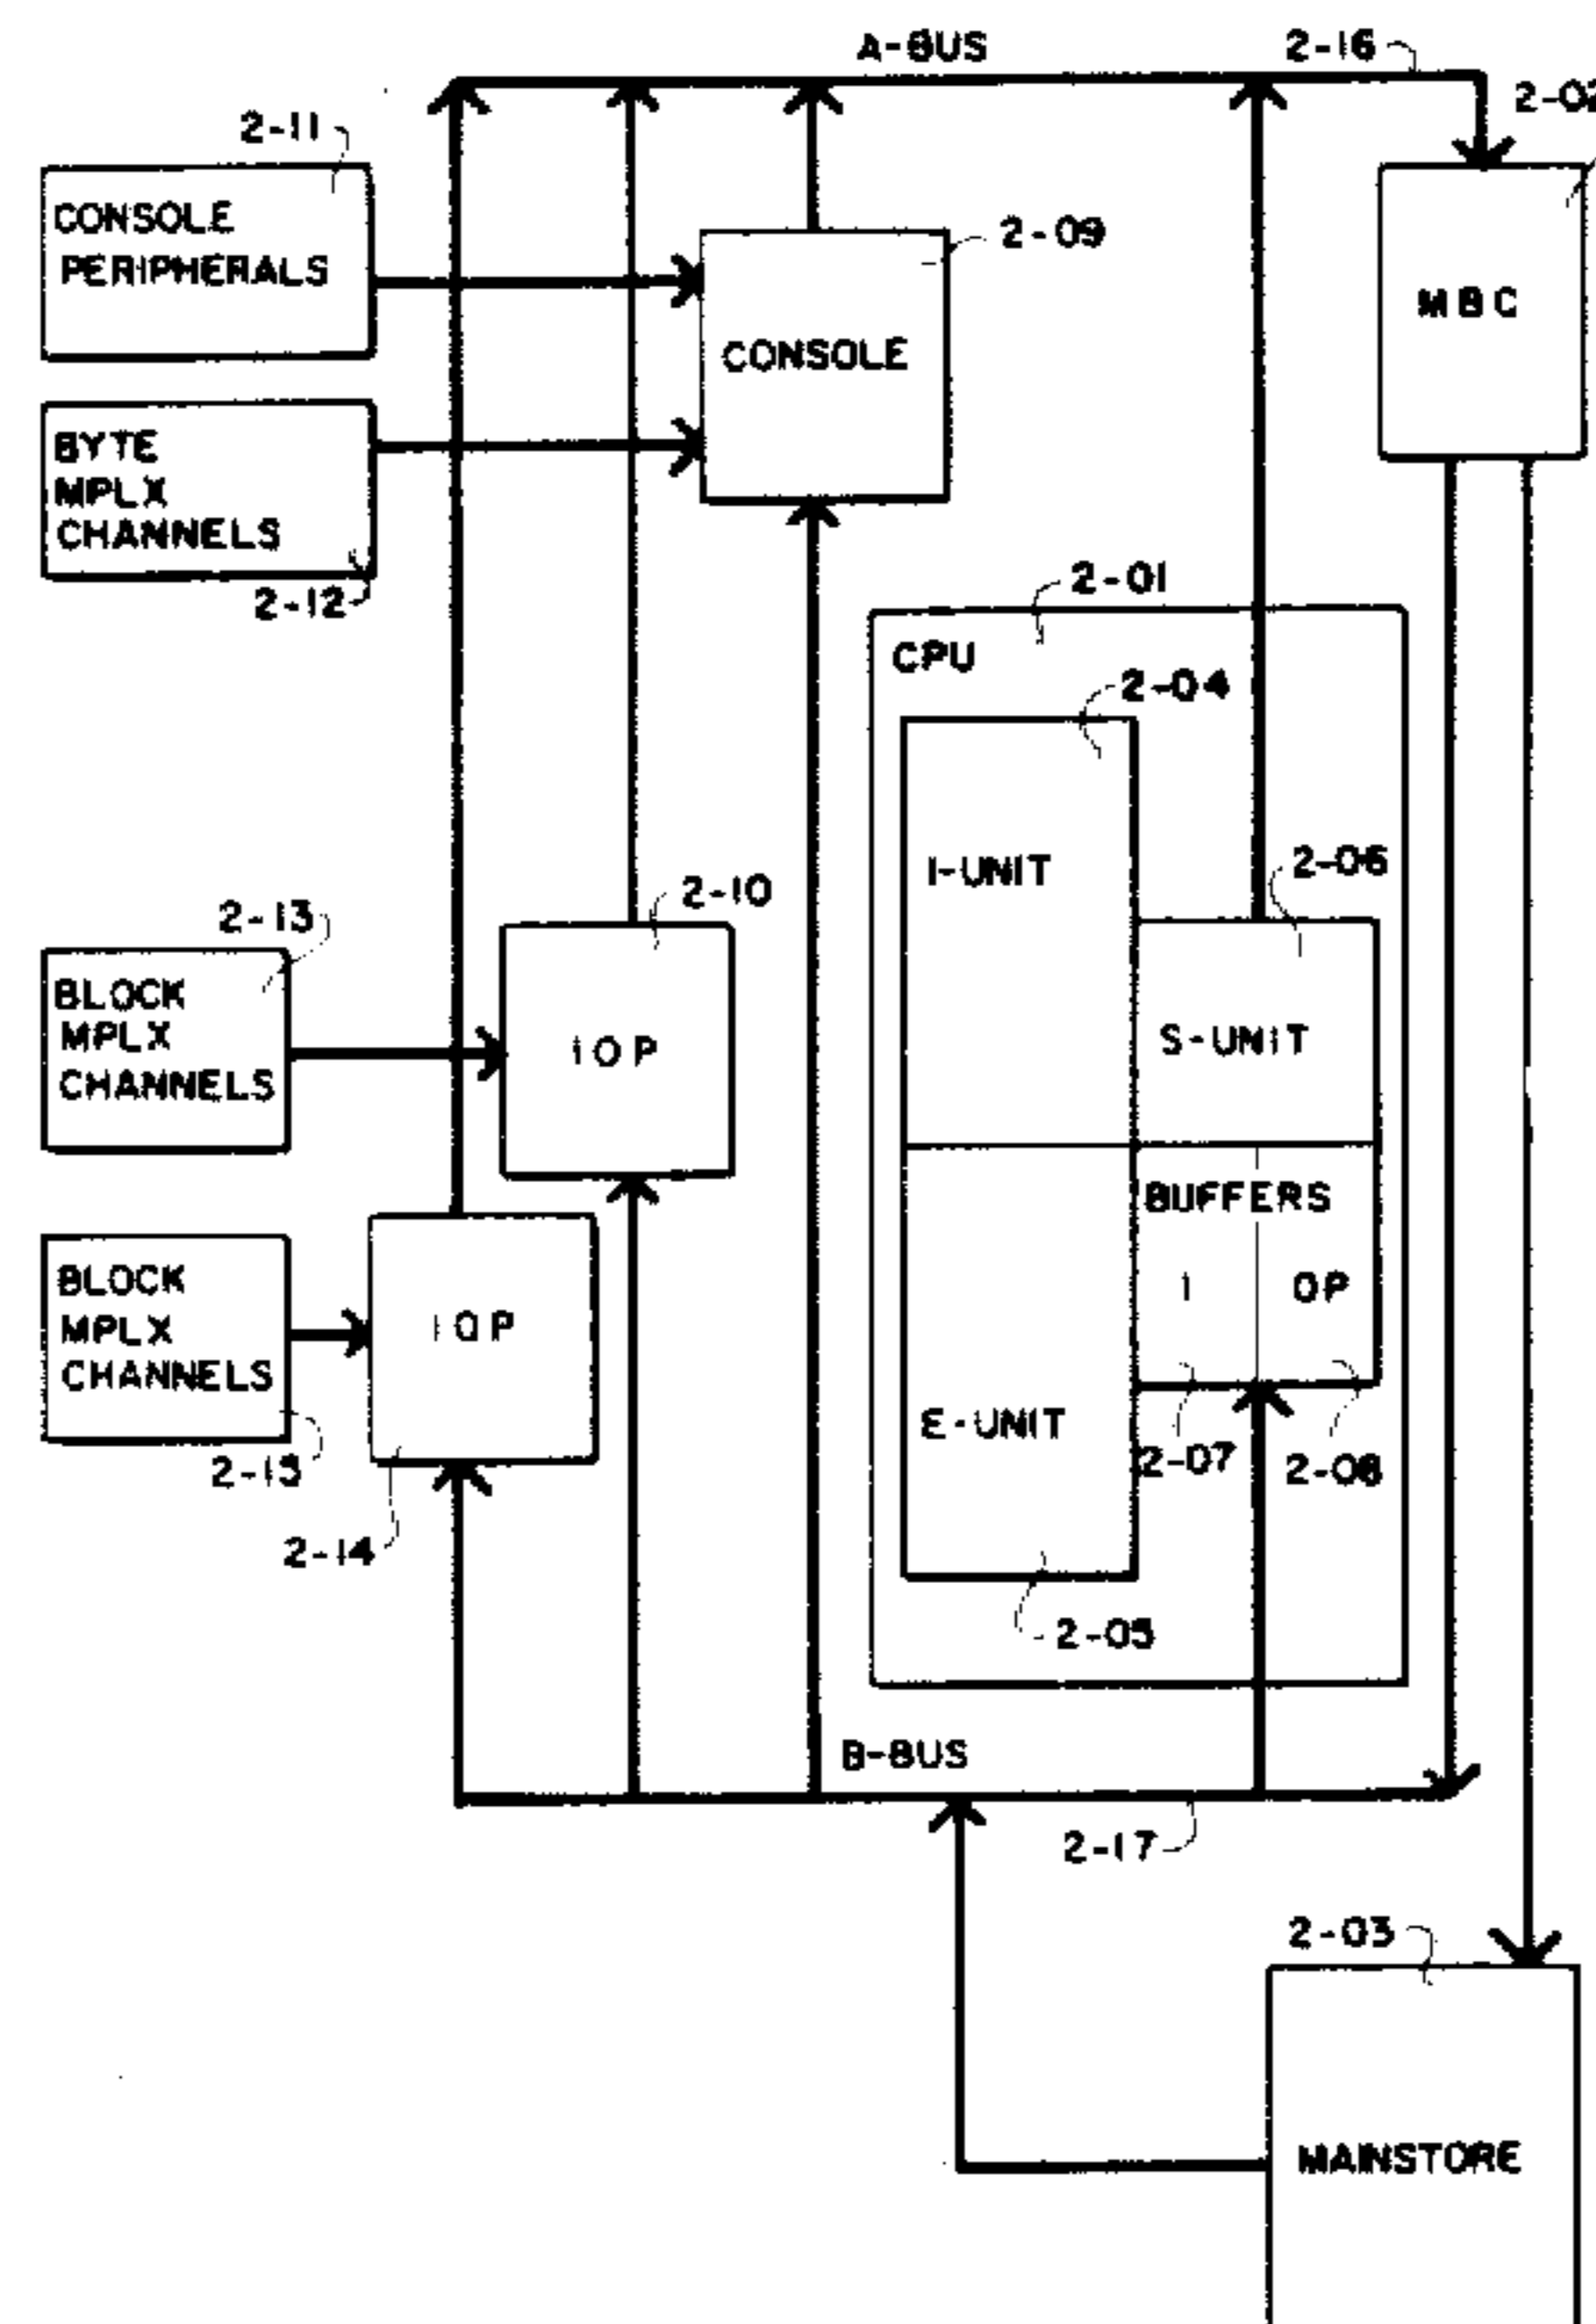 A-BUS
2-16
2-02
2-11
CONSOLE
PERIPHERALS
2-09
CONSOLE
MBC
BYTE
MPLX
CHANNELS
2-12
2-01
CPU
2-04
I-UNIT
2-06
S-UNIT
2-13
BLOCK
MPLX
CHANNELS
2-10
IOP
BUFFERS
I OP
BLOCK
MPLX
CHANNELS
2-15
IOP
2-14
E-UNIT
2-07
2-08
2-05
B-BUS
2-17
2-03
MAINSTORE